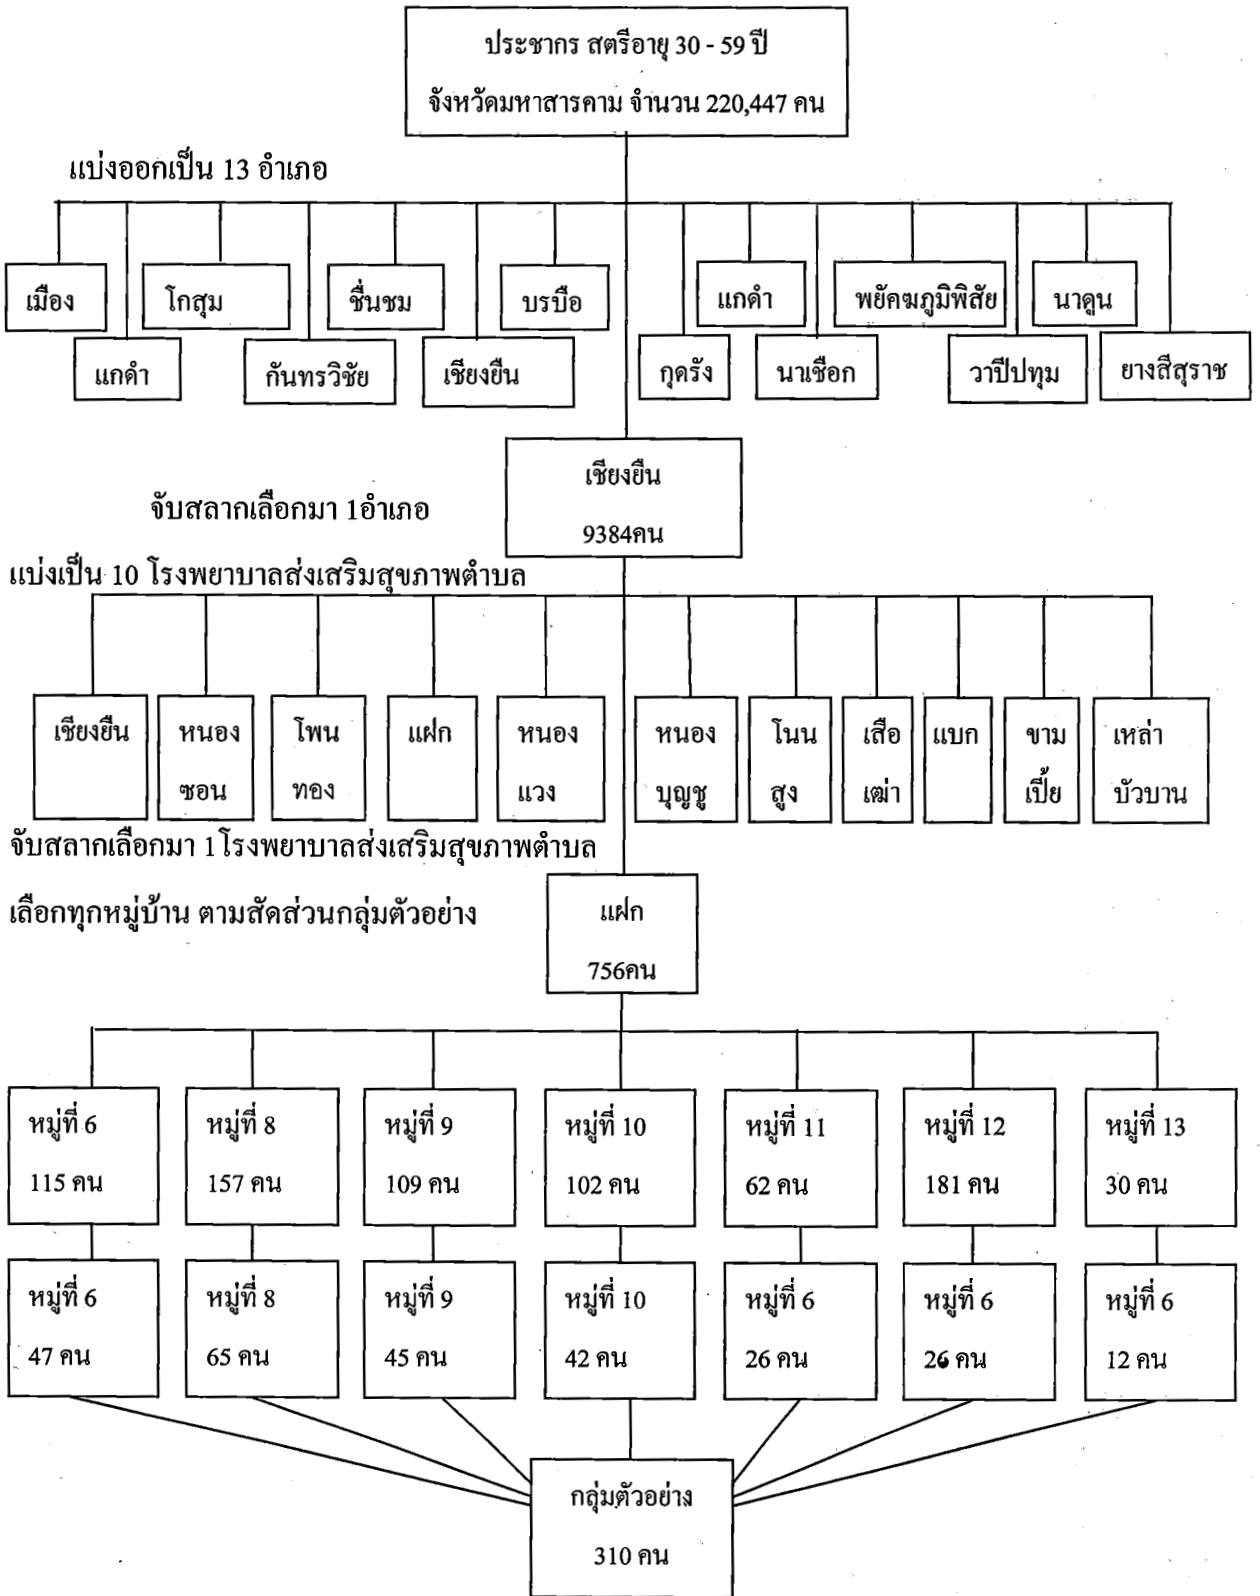 ประชากร สตรีอายุ 30 - 59 ปี
จังหวัดมหาสารคาม จำนวน 220,447 คน
แบ่งออกเป็น 13 อำเภอ
เมือง
โกสุม
ชื่นชม
บรบือ
แกดำ
พยัคฆภูมิพิสัย
นาดูน
แกดำ
กันทรวิชัย
เชียงยืน
กุดรัง
นาเชือก
วาปีปทุม
ยางสีสุราช
เชียงยืน
9384คน
จับสลากเลือกมา 1อำเภอ
แบ่งเป็น 10 โรงพยาบาลส่งเสริมสุขภาพตำบล
เชียงยืน
หนอง
ซอน
โพน
ทอง
แฝก
หนอง
แวง
หนอง
บุญชู
โนน
สูง
เสือ
เฒ่า
แบก
ขาม
เปี้ย
เหล่า
บัวบาน
จับสลากเลือกมา 1โรงพยาบาลส่งเสริมสุขภาพตำบล
เลือกทุกหมู่บ้าน ตามสัดส่วนกลุ่มตัวอย่าง
แฝก
756คน
หมู่ที่ 6
115 คน
หมู่ที่ 8
157 คน
หมู่ที่ 9
109 คน
หมู่ที่ 10
102 คน
หมู่ที่ 11
62 คน
หมู่ที่ 12
181 คน
หมู่ที่ 13
30 คน
หมู่ที่ 6
47 คน
หมู่ที่ 8
65 คน
หมู่ที่ 9
45 คน
หมู่ที่ 10
42 คน
หมู่ที่ 6
26 คน
หมู่ที่ 6
26 คน
หมู่ที่ 6
12 คน
กลุ่มตัวอย่าง
310 คน